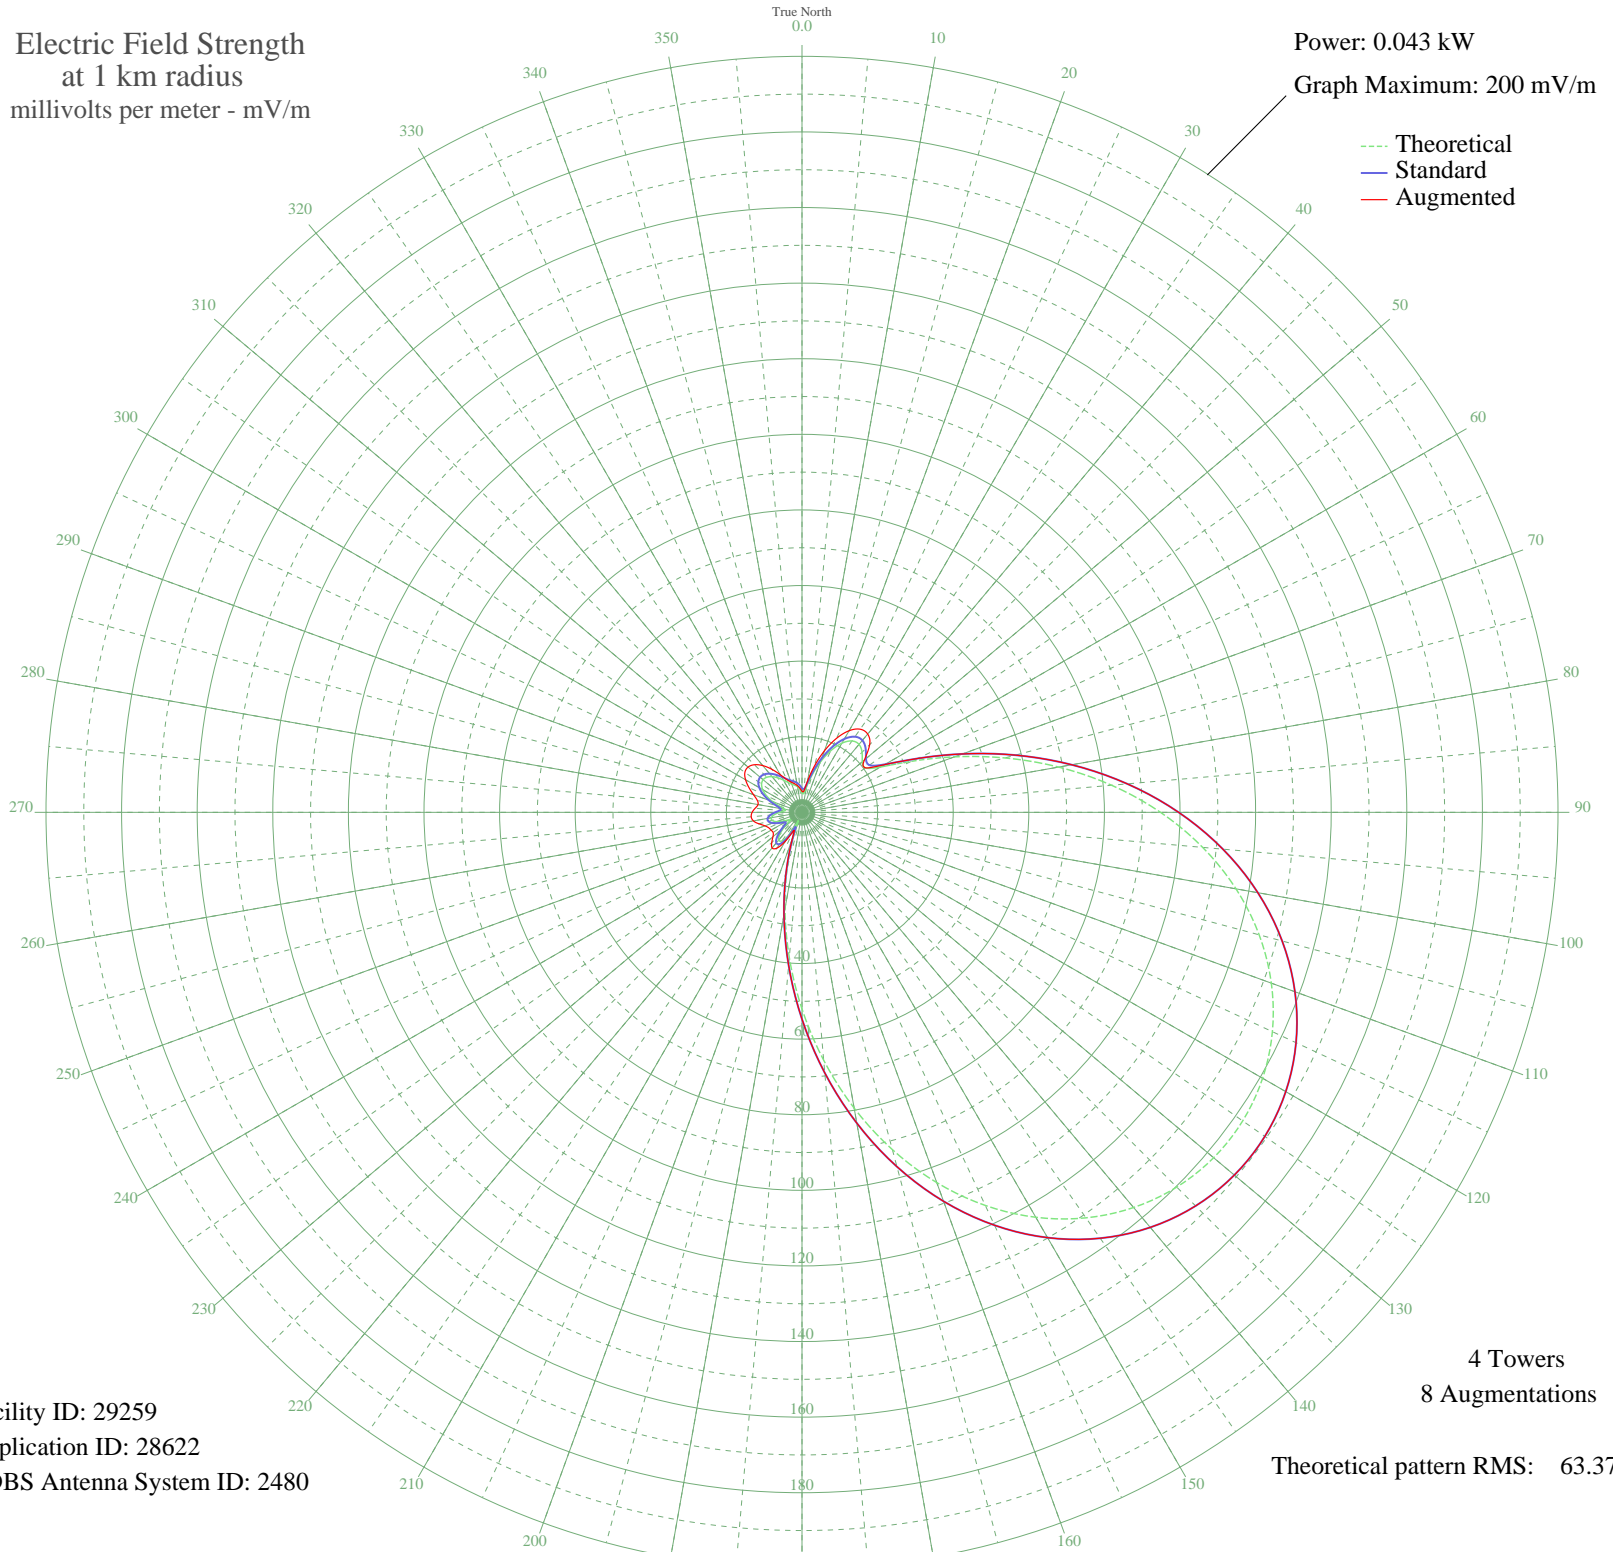 True North
0.0
Electric Field Strength
at 1 km radius
millivolts per meter - mV/m
Power: 0.043 kW
Graph Maximum: 200 mV/m
Theoretical
Standard
Augmented
10
20
30
40
50
60
70
80
90
100
110
120
130
140
150
160
200
210
220
230
240
250
260
270
280
290
300
310
320
330
340
350
40
60
80
100
120
140
160
180
4 Towers
8 Augmentations
Theoretical pattern RMS: 63.37
cility ID: 29259
plication ID: 28622
DBS Antenna System ID: 2480